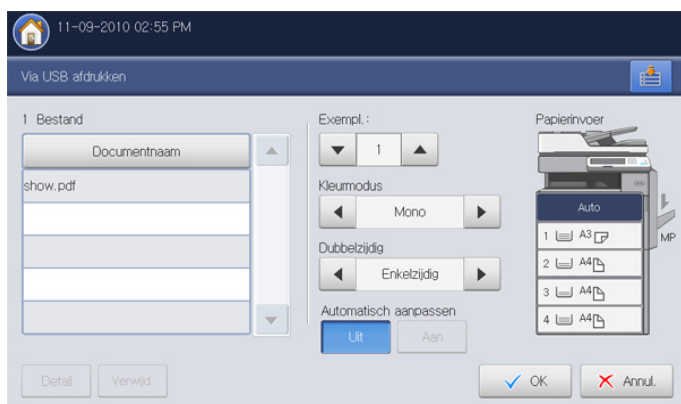 11-09-2010 02:55 PM
Via USB afdrukken
1 Bestand
Documentnaam
show.pdf
Detail
Verwijd.
Exempl.:
1
Kleurmodus
Mono
Dubbelzijdig
Enkelzijdig
Automatisch aanpassen
Uit
Aan
Papierinvoer
Auto
1 A3
2 A4
3 A4
4 A4
MP
OK
Annul.